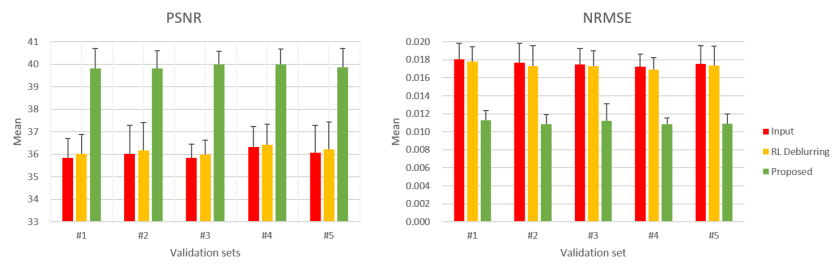 PSNR
41
40
39
38
37
36
35
34
33
Mean
#1 #2 #3 #4 #5
Validation sets
NRMSE
0.020
0.018
0.016
0.014
0.012
0.010
0.008
0.006
0.004
0.002
0.000
Mean
#1 #2 #3 #4 #5
Validation set
Input
RL Deblurring
Proposed